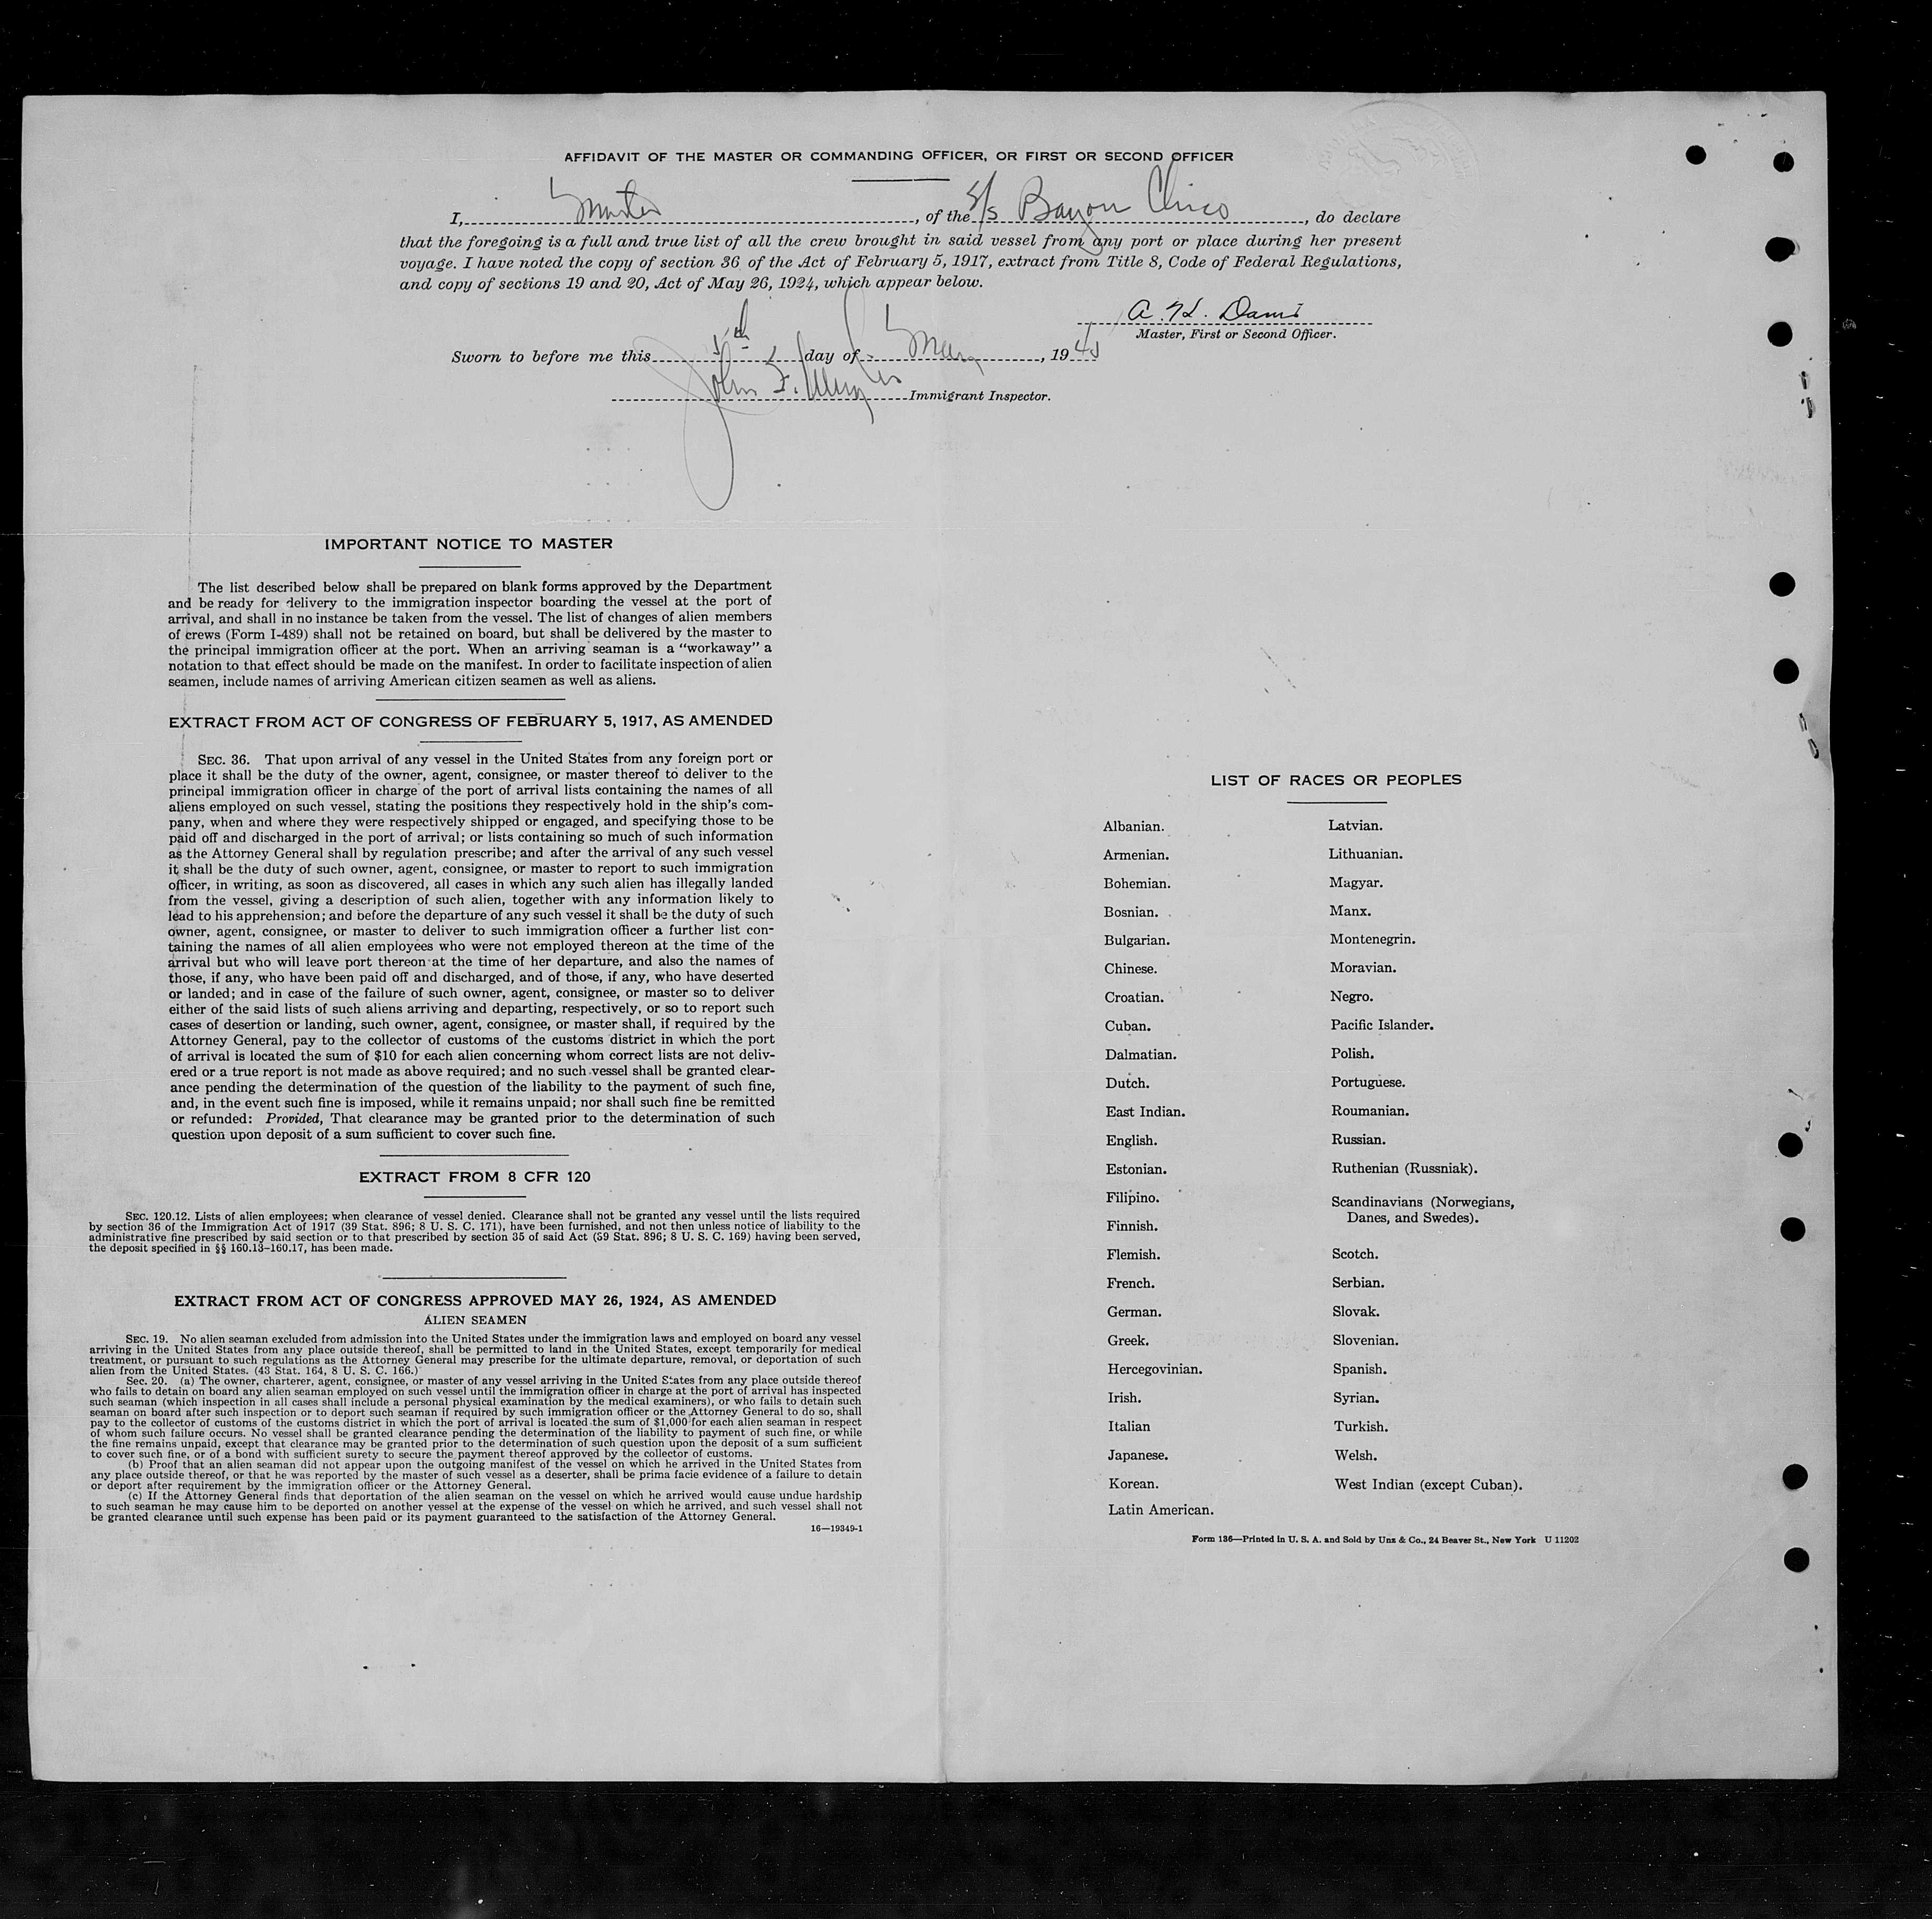 AFFIDAVIT OF THE MASTER OR COMMANDING OFFICER, OR FIRST OR SECOND OFFICER
I, Master, of the S/S Bayou Chico, do declare
that the foregoing is a full and true list of all the crew brought in said vessel from any port or place during her present
voyage. I have noted the copy of section 36 of the Act of February 5, 1917, extract from Title 8, Code of Federal Regulations,
and copy of sections 19 and 20, Act of May 26, 1924, which appear below.
A. H. Davis
Master, First or Second Officer.
Sworn to before me this day of , 19
John F. Immigrant Inspector.
IMPORTANT NOTICE TO MASTER
The list described below shall be prepared on blank forms approved by the Department
and be ready for delivery to the immigration inspector boarding the vessel at the port of
arrival, and shall in no instance be taken from the vessel. The list of changes of alien members
of crews (Form I-489) shall not be retained on board, but shall be delivered by the master to
the principal immigration officer at the port. When an arriving seaman is a "workaway" a
notation to that effect should be made on the manifest. In order to facilitate inspection of alien
seamen, include names of arriving American citizen seamen as well as aliens.
EXTRACT FROM ACT OF CONGRESS OF FEBRUARY 5, 1917, AS AMENDED
SEC. 36. That upon arrival of any vessel in the United States from any foreign port or
place it shall be the duty of the owner, agent, consignee, or master thereof to deliver to the
principal immigration officer in charge of the port of arrival lists containing the names of all
aliens employed on such vessel, stating the positions they respectively hold in the ship's com-
pany, when and where they were respectively shipped or engaged, and specifying those to be
paid off and discharged in the port of arrival; or lists containing so much of such information
as the Attorney General shall by regulation prescribe; and after the arrival of any such vessel
it shall be the duty of such owner, agent, consignee, or master to report to such immigration
officer, in writing, as soon as discovered, all cases in which any such alien has illegally landed
from the vessel, giving a description of such alien, together with any information likely to
lead to his apprehension; and before the departure of any such vessel it shall be the duty of such
owner, agent, consignee, or master to deliver to such immigration officer a further list con-
taining the names of all alien employees who were not employed thereon at the time of the
arrival but who will leave port thereon at the time of her departure, and also the names of
those, if any, who have been paid off and discharged, and of those, if any, who have deserted
or landed; and in case of the failure of such owner, agent, consignee, or master so to deliver
either of the said lists of such aliens arriving and departing, respectively, or so to report such
cases of desertion or landing, such owner, agent, consignee, or master shall, if required by the
Attorney General, pay to the collector of customs of the customs district in which the port
of arrival is located the sum of $10 for each alien concerning whom correct lists are not deliv-
ered or a true report is not made as above required; and no such vessel shall be granted clear-
ance pending the determination of the question of the liability to the payment of such fine,
and, in the event such fine is imposed, while it remains unpaid; nor shall such fine be remitted
or refunded: Provided, That clearance may be granted prior to the determination of such
question upon deposit of a sum sufficient to cover such fine.
EXTRACT FROM 8 CFR 120
SEC. 120.12. Lists of alien employees; when clearance of vessel denied. Clearance shall not be granted any vessel until the lists required
by section 36 of the Immigration Act of 1917 (39 Stat. 896; 8 U. S. C. 171), have been furnished, and not then unless notice of liability to the
administrative fine prescribed by said section or to that prescribed by section 35 of said Act (39 Stat. 896; 8 U. S. C. 169) having been served,
the deposit specified in §§ 160.13-160.17, has been made.
EXTRACT FROM ACT OF CONGRESS APPROVED MAY 26, 1924, AS AMENDED
ALIEN SEAMEN
SEC. 19. No alien seaman excluded from admission into the United States under the immigration laws and employed on board any vessel
arriving in the United States from any place outside thereof, shall be permitted to land in the United States, except temporarily for medical
treatment, or pursuant to such regulations as the Attorney General may prescribe for the ultimate departure, removal, or deportation of such
alien from the United States. (43 Stat. 164, 8 U. S. C. 166.)
Sec. 20. (a) The owner, charterer, agent, consignee, or master of any vessel arriving in the United States from any place outside thereof
who fails to detain on board any alien seaman employed on such vessel until the immigration officer in charge at the port of arrival has inspected
such seaman (which inspection in all cases shall include a personal physical examination by the medical examiners), or who fails to detain such
seaman on board after such inspection or to deport such seaman if required by such immigration officer or the Attorney General to do so, shall
pay to the collector of customs of the customs district in which the port of arrival is located the sum of $1,000 for each alien seaman in respect
of whom such failure occurs. No vessel shall be granted clearance pending the determination of the liability to payment of such fine, or while
the fine remains unpaid, except that clearance may be granted prior to the determination of such question upon the deposit of a sum sufficient
to cover such fine, or of a bond with sufficient surety to secure the payment thereof approved by the collector of customs.
(b) Proof that an alien seaman did not appear upon the outgoing manifest of the vessel on which he arrived in the United States from
any place outside thereof, or that he was reported by the master of such vessel as a deserter, shall be prima facie evidence of a failure to detain
or deport after requirement by the immigration officer or the Attorney General.
(c) If the Attorney General finds that deportation of the alien seaman on the vessel on which he arrived would cause undue hardship
to such seaman he may cause him to be deported on another vessel at the expense of the vessel on which he arrived, and such vessel shall not
be granted clearance until such expense has been paid or its payment guaranteed to the satisfaction of the Attorney General.
16—19349-1
LIST OF RACES OR PEOPLES
Albanian.
Armenian.
Bohemian.
Bosnian.
Bulgarian.
Chinese.
Croatian.
Cuban.
Dalmatian.
Dutch.
East Indian.
English.
Estonian.
Filipino.
Finnish.
Flemish.
French.
German.
Greek.
Hercegovinian.
Irish.
Italian
Japanese.
Korean.
Latin American.
Latvian.
Lithuanian.
Magyar.
Manx.
Montenegrin.
Moravian.
Negro.
Pacific Islander.
Polish.
Portuguese.
Roumanian.
Russian.
Ruthenian (Russniak).
Scandinavians (Norwegians,
Danes, and Swedes).
Scotch.
Serbian.
Slovak.
Slovenian.
Spanish.
Syrian.
Turkish.
Welsh.
West Indian (except Cuban).
Form 136—Printed in U. S. A. and Sold by Unz & Co., 24 Beaver St., New York U 11202